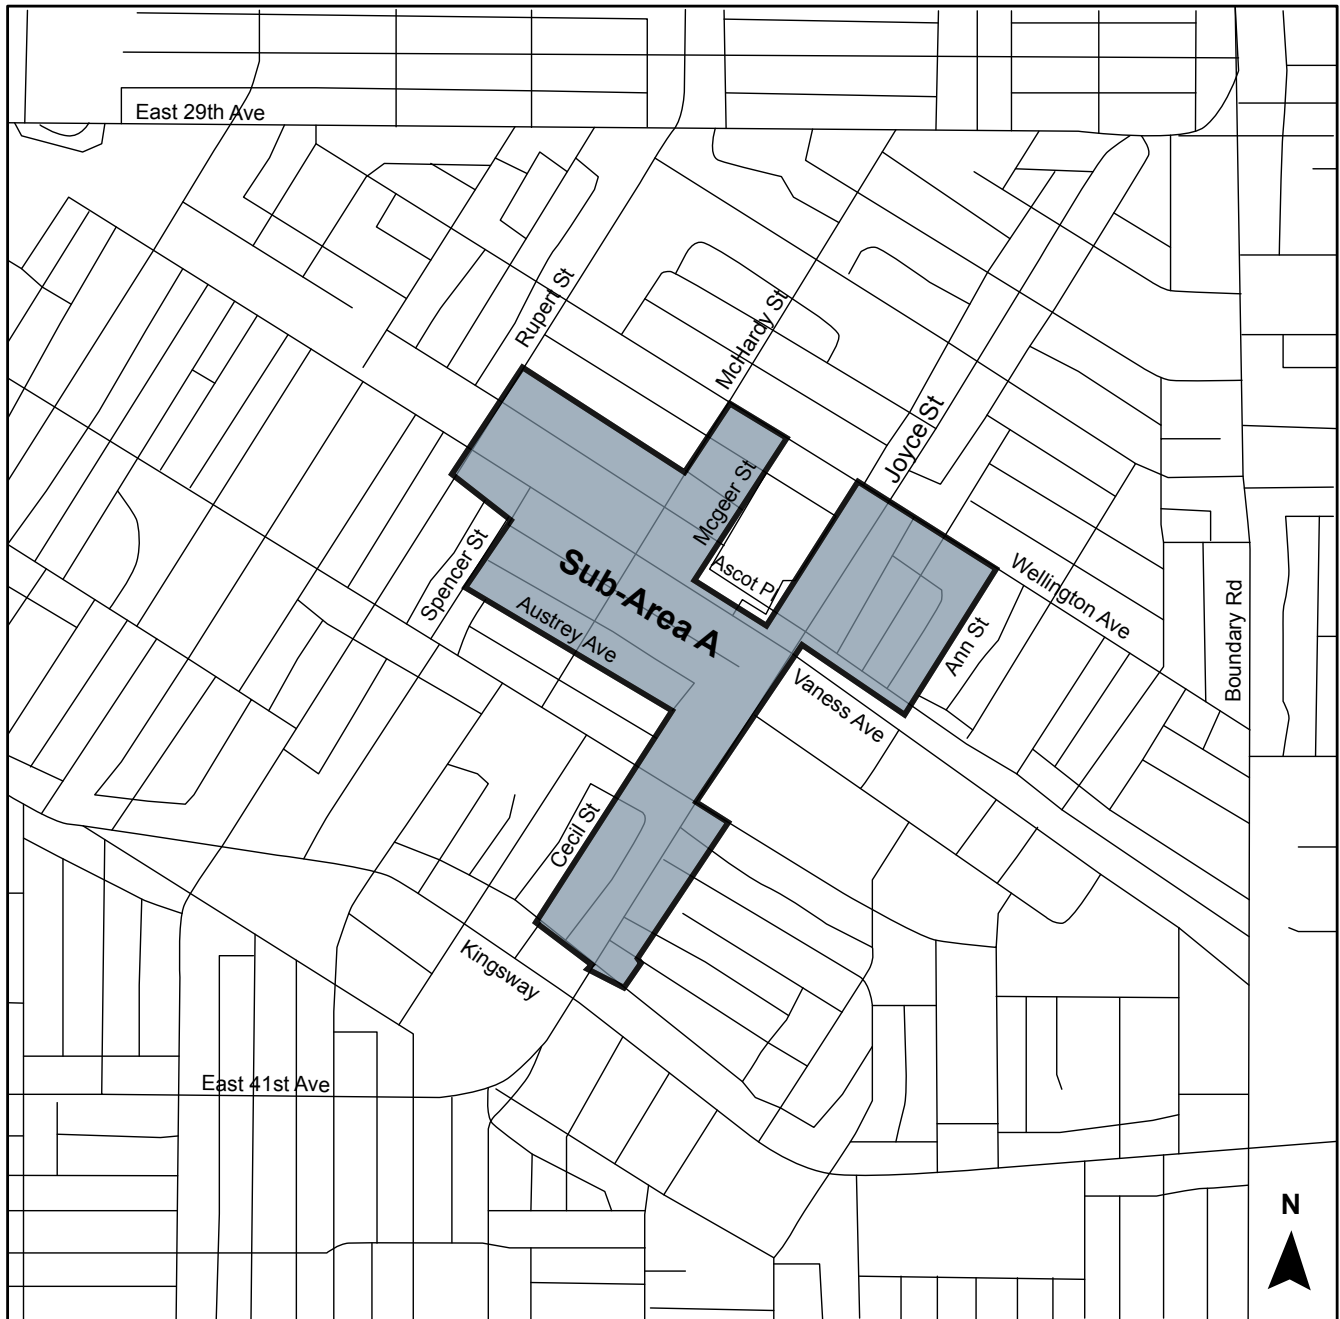 East 29th Ave
Rupert St
McHardy St
Joyce St
Mcgeer St
Spencer St
Sub-Area A
Ascot Pl
Wellington Ave
Austrey Ave
Ann St
Boundary Rd
Vaness Ave
Cecil St
Kingsway
East 41st Ave
N